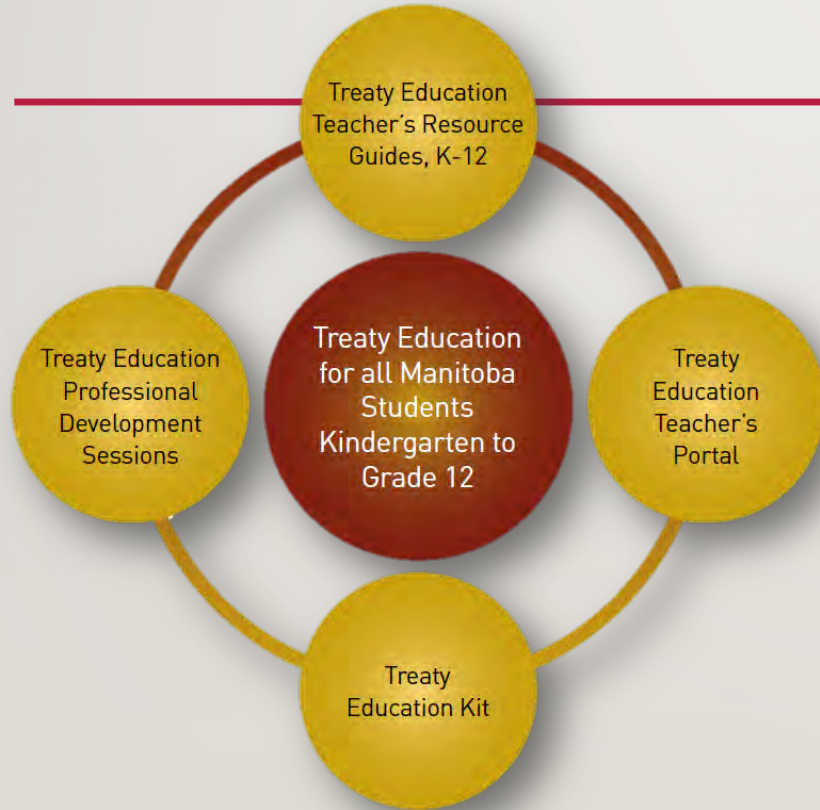 Treaty Education
Teacher's Resource
Guides, K-12
Treaty Education
Professional
Development
Sessions
Treaty Education
for all Manitoba
Students
Kindergarten to
Grade 12
Treaty
Education
Teacher's
Portal
Treaty
Education Kit